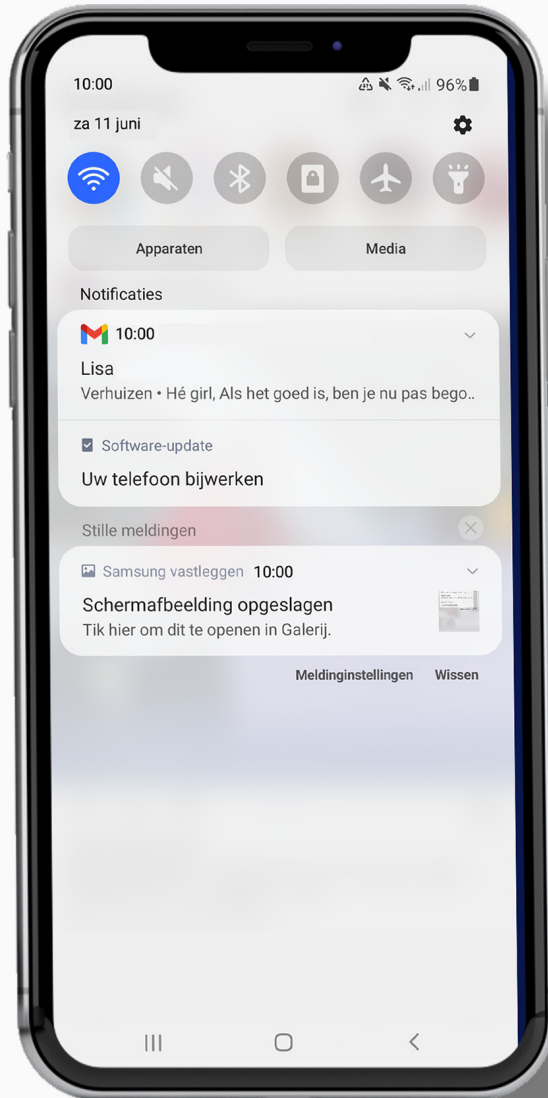 10:00
96%
za 11 juni
Apparaten
Media
Notificaties
10:00
Lisa
Verhuizen • Hé girl, Als het goed is, ben je nu pas bego..
Software-update
Uw telefoon bijwerken
Stille meldingen
Samsung vastleggen 10:00
Schermafbeelding opgeslagen
Tik hier om dit te openen in Galerij.
Meldinginstellingen
Wissen